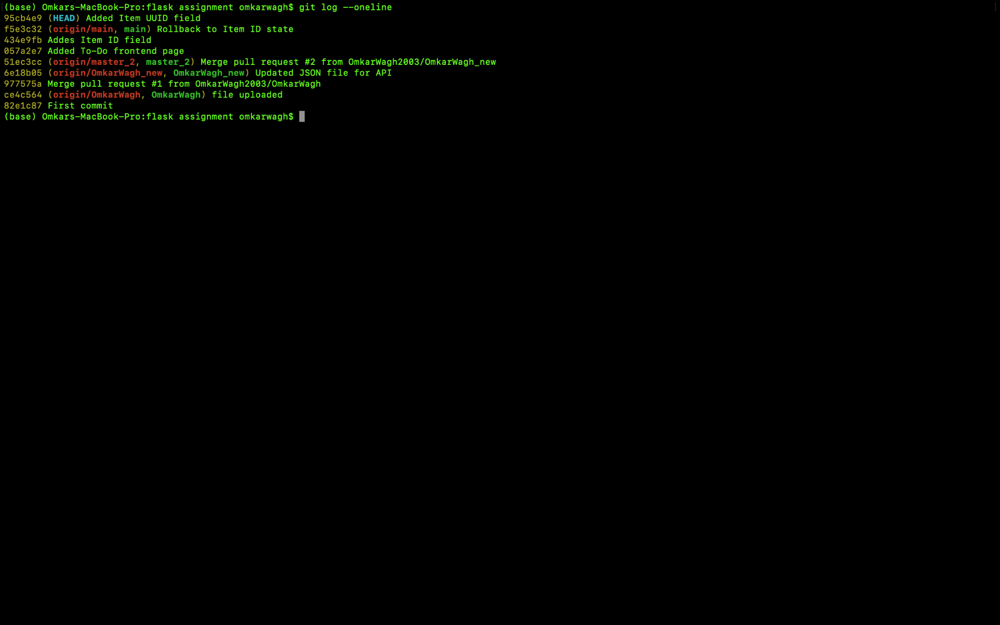 (base) Omkars-MacBook-Pro:flask assignment omkarwagh$ git log --oneline
95cb4e9 (HEAD) Added Item UUID field
f5e3c32 (origin/main, main) Rollback to Item ID state
434e9fb Addes Item ID field
057a2e7 Added To-Do frontend page
51ec3cc (origin/master_2, master_2) Merge pull request #2 from OmkarWagh2003/OmkarWagh_new
6e18b05 (origin/OmkarWagh_new, OmkarWagh_new) Updated JSON file for API
977575a Merge pull request #1 from OmkarWagh2003/OmkarWagh
ce4c564 (origin/OmkarWagh, OmkarWagh) file uploaded
82e1c87 First commit
(base) Omkars-MacBook-Pro:flask assignment omkarwagh$